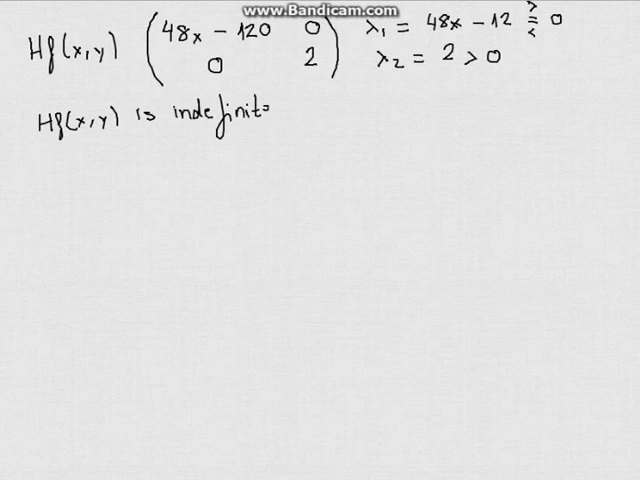 www.Bandicam.com
Hf(x,y) (48x - 120 0 0 2) λ1 = 48x - 12 > = < 0
λ2 = 2 > 0
Hf(x,y) is indefinite